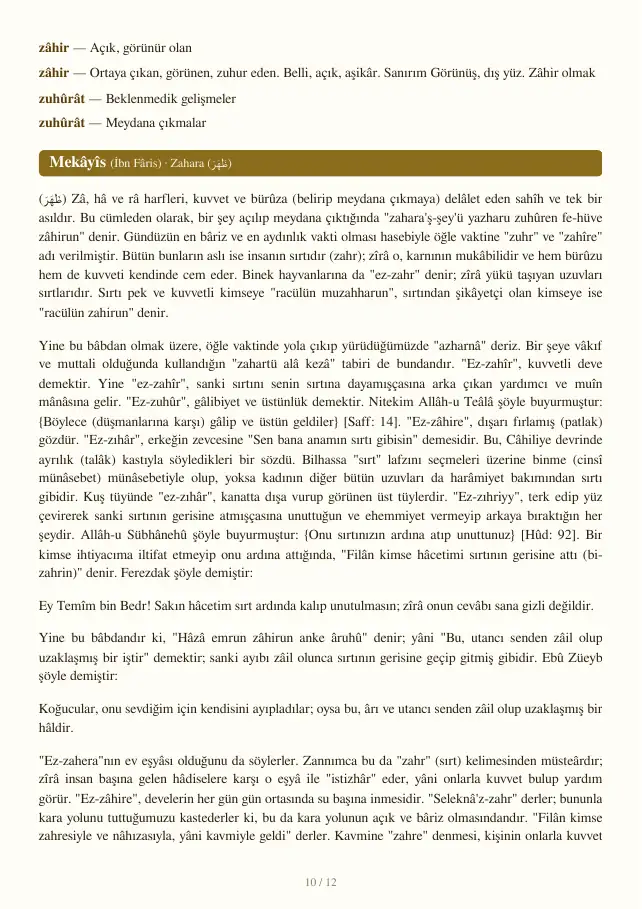 zâhir — Açık, görünür olan
zâhir — Ortaya çıkan, görünen, zuhur eden. Belli, açık, aşikâr. Sanırım Görünüş, dış yüz. Zâhir olmak
zuhûrât — Beklenmedik gelişmeler
zuhûrât — Meydana çıkmalar
Mekâyîs (İbn Fâris) · Zahara (ظَهَرَ)
(ظَهَرَ) Zâ, hâ ve râ harfleri, kuvvet ve bürûza (belirip meydana çıkmaya) delâlet eden sahîh ve tek bir
asıldır. Bu cümleden olarak, bir şey açılıp meydana çıktığında "zahara'ş-şey'ü yazharu zuhûren fe-hüve
zâhirun" denir. Gündüzün en bâriz ve en aydınlık vakti olması hasebiyle öğle vaktine "zuhr" ve "zahîre"
adı verilmiştir. Bütün bunların aslı ise insanın sırtıdır (zahr); zîrâ o, karnının mukâbilidir ve hem bürûzu
hem de kuvveti kendinde cem eder. Binek hayvanlarına da "ez-zahr" denir; zîrâ yükü taşıyan uzuvları
sırtlarıdır. Sırtı pek ve kuvvetli kimseye "racülün muzahharun", sırtından şikâyetçi olan kimseye ise
"racülün zahirun" denir.
Yine bu bâbdan olmak üzere, öğle vaktinde yola çıkıp yürüdüğümüzde "azharnâ" deriz. Bir şeye vâkıf
ve muttali olduğunda kullandığın "zahartü alâ kezâ" tabiri de bundandır. "Ez-zahîr", kuvvetli deve
demektir. Yine "ez-zahîr", sanki sırtını senin sırtına dayamışçasına arka çıkan yardımcı ve muîn
mânâsına gelir. "Ez-zuhûr", gâlibiyet ve üstünlük demektir. Nitekim Allâh-u Teâlâ şöyle buyurmuştur:
{Böylece (düşmanlarına karşı) gâlip ve üstün geldiler} [Saff: 14]. "Ez-zâhire", dışarı fırlamış (patlak)
gözdür. "Ez-zıhâr", erkeğin zevcesine "Sen bana anamın sırtı gibisin" demesidir. Bu, Câhiliye devrinde
ayrılık (talâk) kastıyla söyledikleri bir sözdü. Bilhassa "sırt" lafzını seçmeleri üzerine binme (cinsî
münâsebet) münâsebetiyle olup, yoksa kadının diğer bütün uzuvları da harâmiyet bakımından sırtı
gibidir. Kuş tüyünde "ez-zıhâr", kanatta dışa vurup görünen üst tüylerdir. "Ez-zıhriyy", terk edip yüz
çevirerek sanki sırtının gerisine atmışçasına unuttuğun ve ehemmiyet vermeyip arkaya bıraktığın her
şeydir. Allâh-u Sübhânehû şöyle buyurmuştur: {Onu sırtınızın ardına atıp unuttunuz} [Hûd: 92]. Bir
kimse ihtiyacıma iltifat etmeyip onu ardına attığında, "Filân kimse hâcetimi sırtının gerisine attı (bi-
zahrin)" denir. Ferezdak şöyle demiştir:
Ey Temîm bin Bedr! Sakın hâcetim sırt ardında kalıp unutulmasın; zîrâ onun cevâbı sana gizli değildir.
Yine bu bâbdandır ki, "Hâzâ emrun zâhirun anke âruhû" denir; yâni "Bu, utancı senden zâil olup
uzaklaşmış bir iştir" demektir; sanki ayıbı zâil olunca sırtının gerisine geçip gitmiş gibidir. Ebû Züeyb
şöyle demiştir:
Koğucular, onu sevdiğim için kendisini ayıpladılar; oysa bu, ârı ve utancı senden zâil olup uzaklaşmış bir
hâldir.
"Ez-zahera"nın ev eşyâsı olduğunu da söylerler. Zannımca bu da "zahr" (sırt) kelimesinden müsteârdır;
zîrâ insan başına gelen hâdiselere karşı o eşyâ ile "istizhâr" eder, yâni onlarla kuvvet bulup yardım
görür. "Ez-zâhire", develerin her gün gün ortasında su başına inmesidir. "Seleknâ'z-zahr" derler; bununla
kara yolunu tuttuğumuzu kastederler ki, bu da kara yolunun açık ve bâriz olmasındandır. "Filân kimse
zahresiyle ve nâhızasıyla, yâni kavmiyle geldi" derler. Kavmine "zahre" denmesi, kişinin onlarla kuvvet
10 / 12